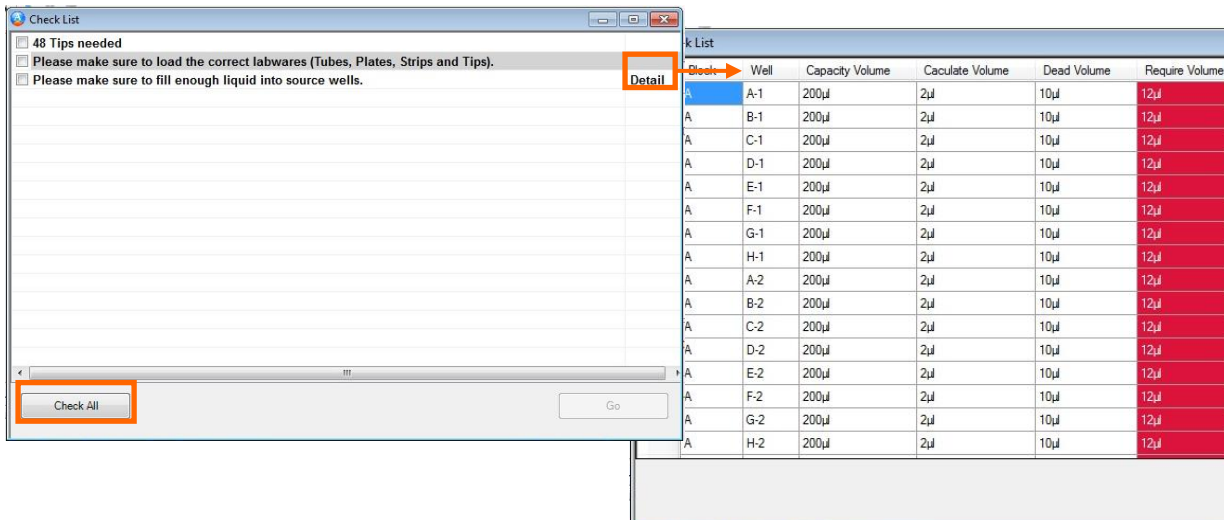 Check List
48 Tips needed
Please make sure to load the correct labwares (Tubes, Plates, Strips and Tips).
Please make sure to fill enough liquid into source wells.
Detail
Check All
Go
k List
Block Well Capacity Volume Caculate Volume Dead Volume Require Volume
A A-1 200µl 2µl 10µl 12µl
A B-1 200µl 2µl 10µl 12µl
A C-1 200µl 2µl 10µl 12µl
A D-1 200µl 2µl 10µl 12µl
A E-1 200µl 2µl 10µl 12µl
A F-1 200µl 2µl 10µl 12µl
A G-1 200µl 2µl 10µl 12µl
A H-1 200µl 2µl 10µl 12µl
A A-2 200µl 2µl 10µl 12µl
A B-2 200µl 2µl 10µl 12µl
A C-2 200µl 2µl 10µl 12µl
A D-2 200µl 2µl 10µl 12µl
A E-2 200µl 2µl 10µl 12µl
A F-2 200µl 2µl 10µl 12µl
A G-2 200µl 2µl 10µl 12µl
A H-2 200µl 2µl 10µl 12µl